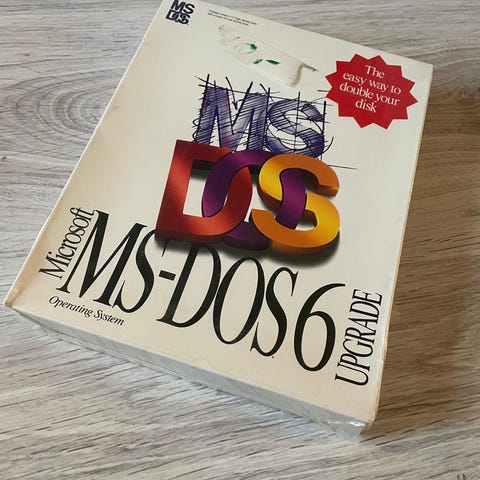 MS
DOS
The
easy way to
double your
disk
MS
DOS
Microsoft
MS-DOS 6
Operating System
UPGRADE